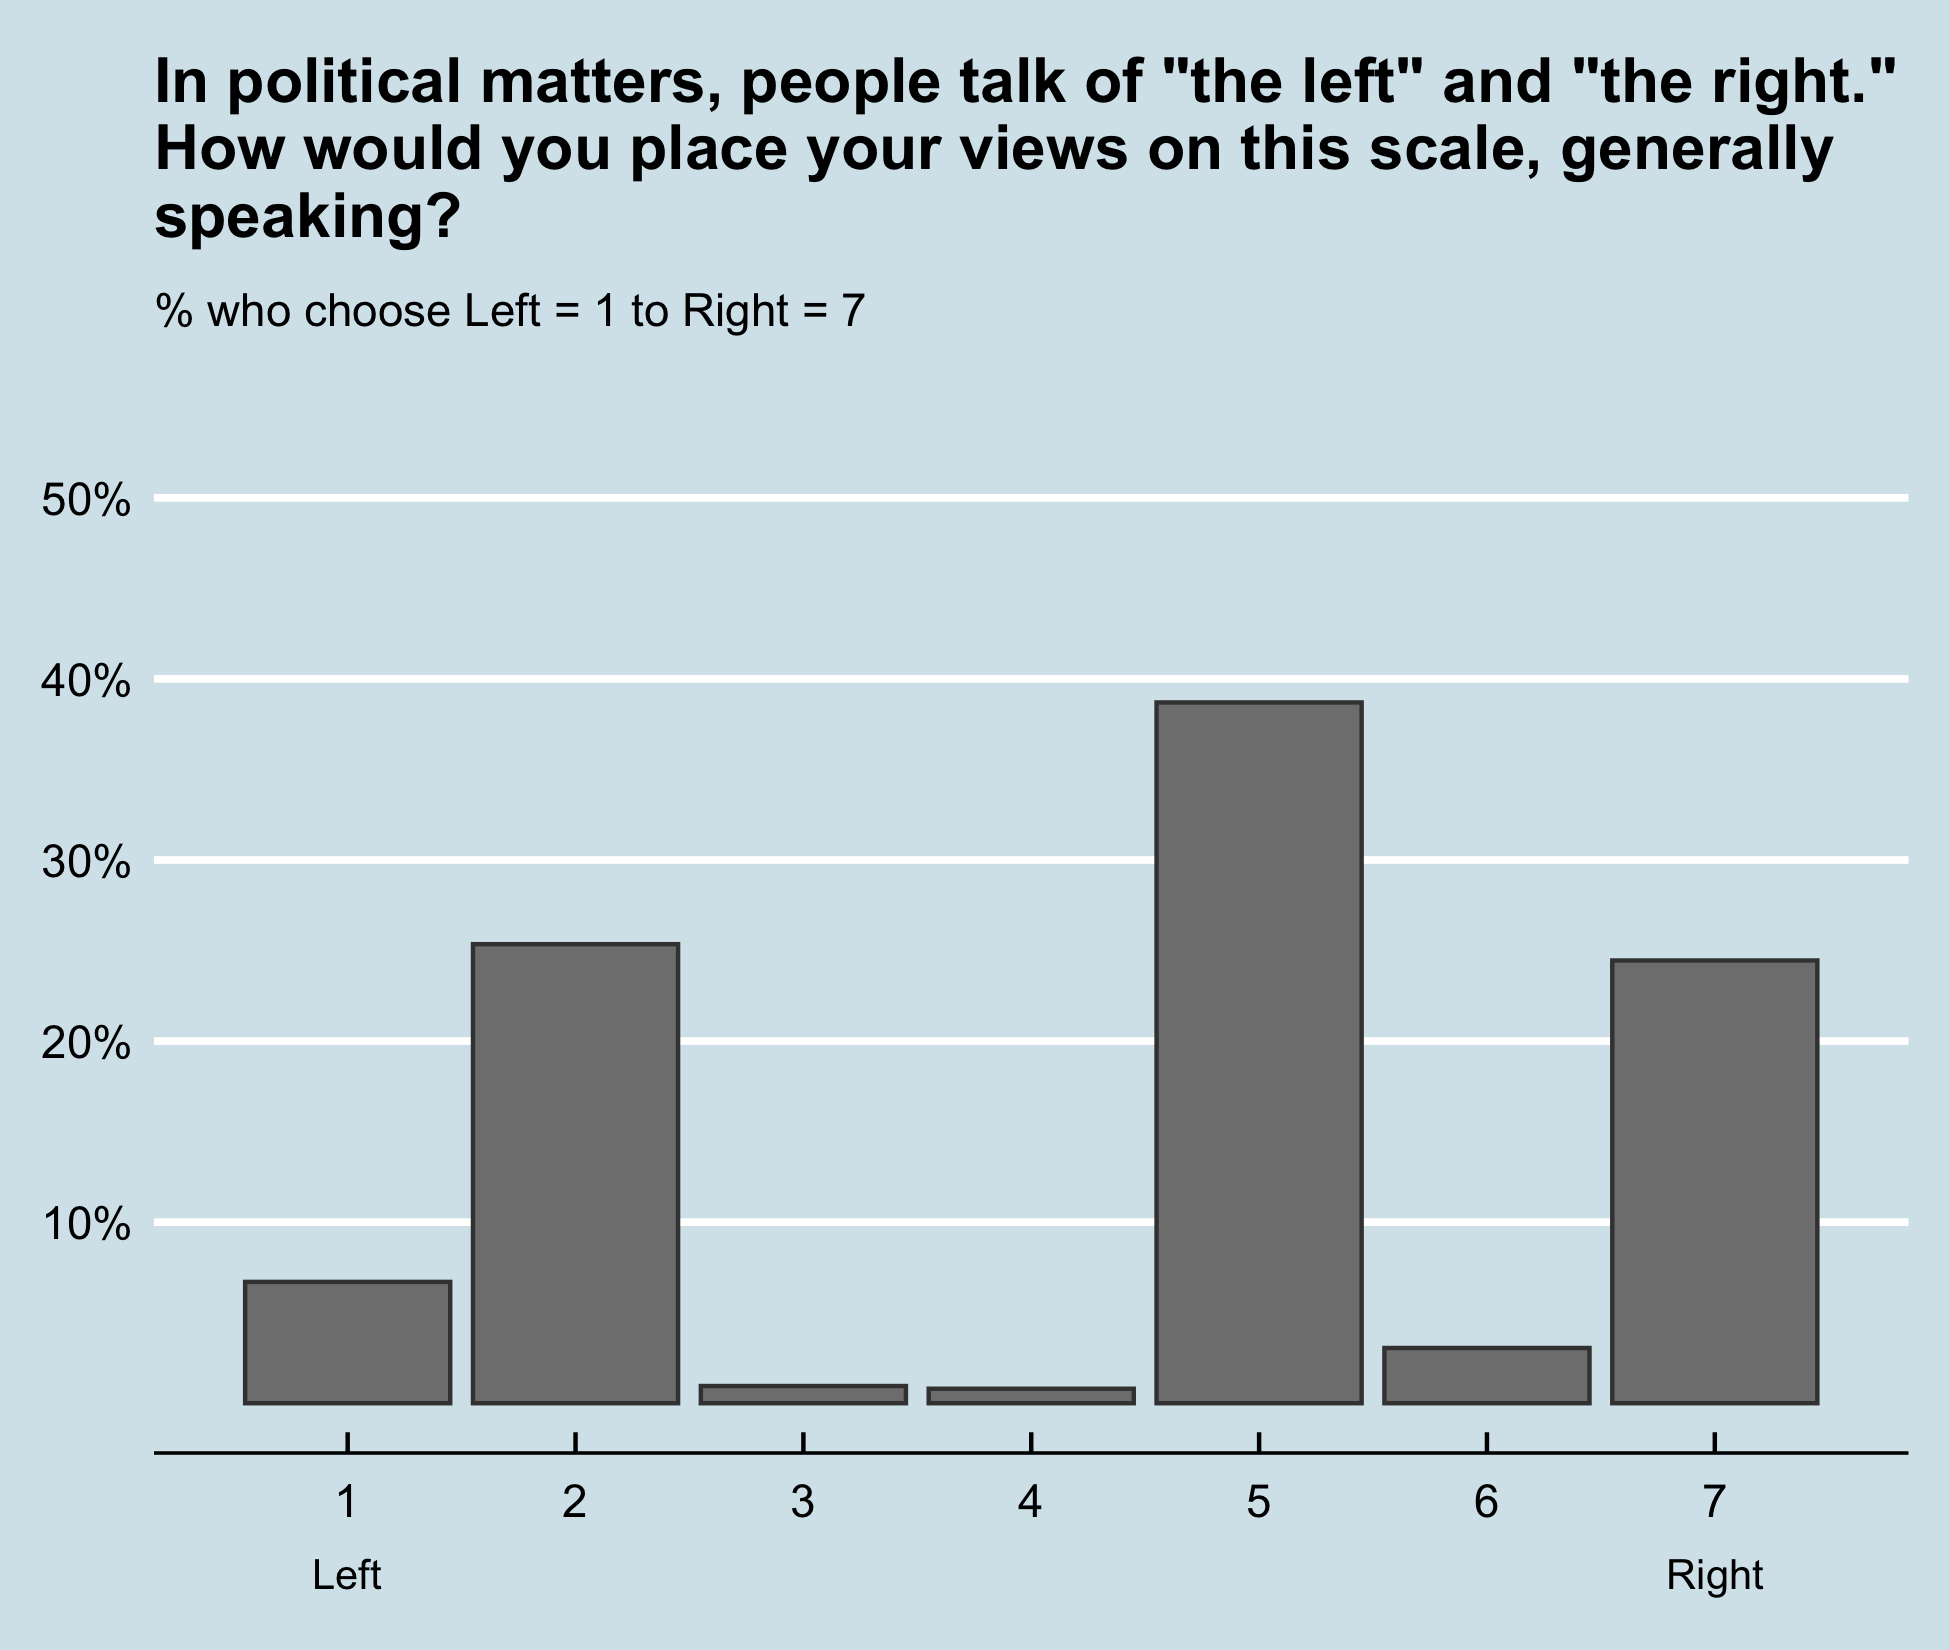 In political matters, people talk of "the left" and "the right."
How would you place your views on this scale, generally
speaking?
% who choose Left = 1 to Right = 7
50%
40%
30%
20%
10%
1 2 3 4 5 6 7
Left Right